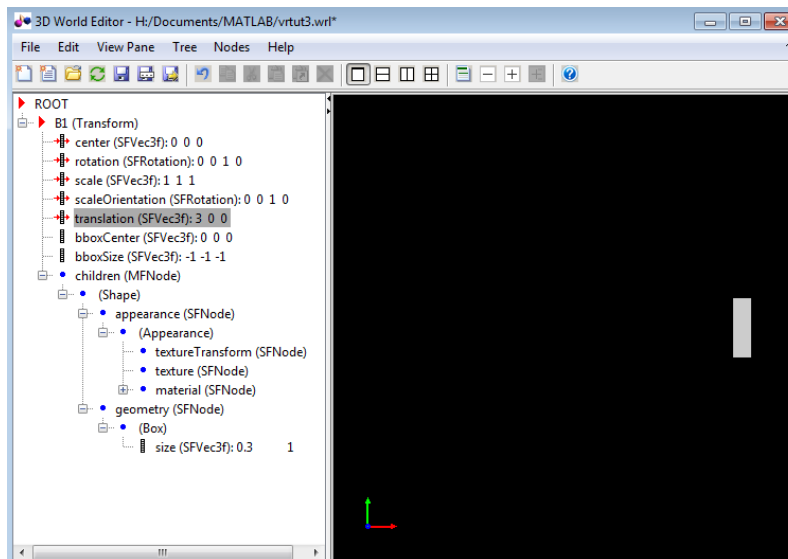 3D World Editor - H:/Documents/MATLAB/vrtut3.wrl*
File Edit View Pane Tree Nodes Help
ROOT
B1 (Transform)
center (SFVec3f): 0 0 0
rotation (SFRotation): 0 0 1 0
scale (SFVec3f): 1 1 1
scaleOrientation (SFRotation): 0 0 1 0
translation (SFVec3f): 3 0 0
bboxCenter (SFVec3f): 0 0 0
bboxSize (SFVec3f): -1 -1 -1
children (MFNode)
(Shape)
appearance (SFNode)
(Appearance)
textureTransform (SFNode)
texture (SFNode)
material (SFNode)
geometry (SFNode)
(Box)
size (SFVec3f): 0.3 1